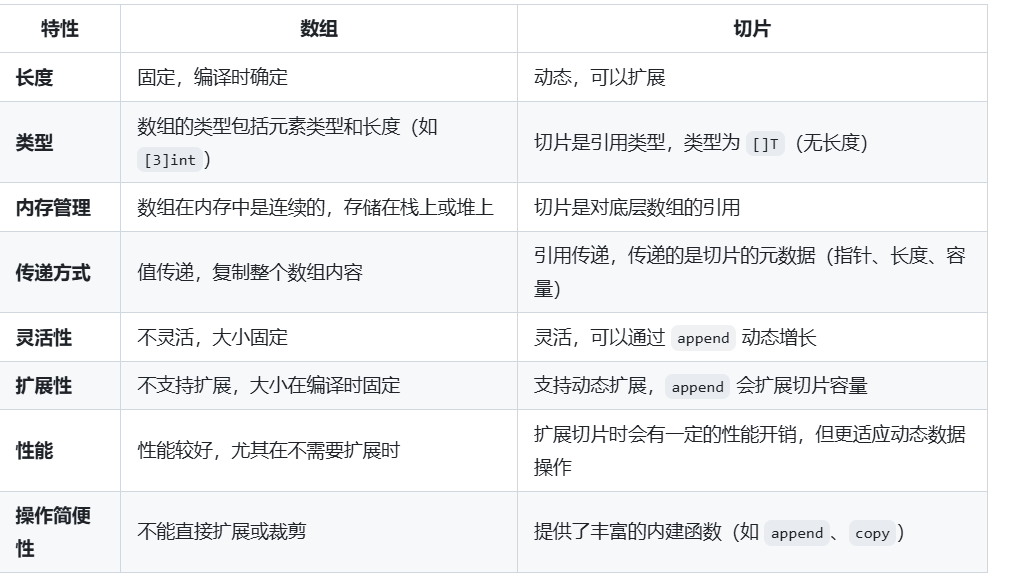 特性 数组 切片
长度 固定，编译时确定 动态，可以扩展
类型 数组的类型包括元素类型和长度（如
[3]int） 切片是引用类型，类型为 []T （无长度）
内存管理 数组在内存中是连续的，存储在栈上或堆上 切片是对底层数组的引用
传递方式 值传递，复制整个数组内容 引用传递，传递的是切片的元数据（指针、长度、容
量）
灵活性 不灵活，大小固定 灵活，可以通过 append 动态增长
扩展性 不支持扩展，大小在编译时固定 支持动态扩展，append 会扩展切片容量
性能 性能较好，尤其在不需要扩展时 扩展切片时会有一定的性能开销，但更适应动态数据
操作
操作简便
性 不能直接扩展或裁剪 提供了丰富的内建函数（如 append、copy）